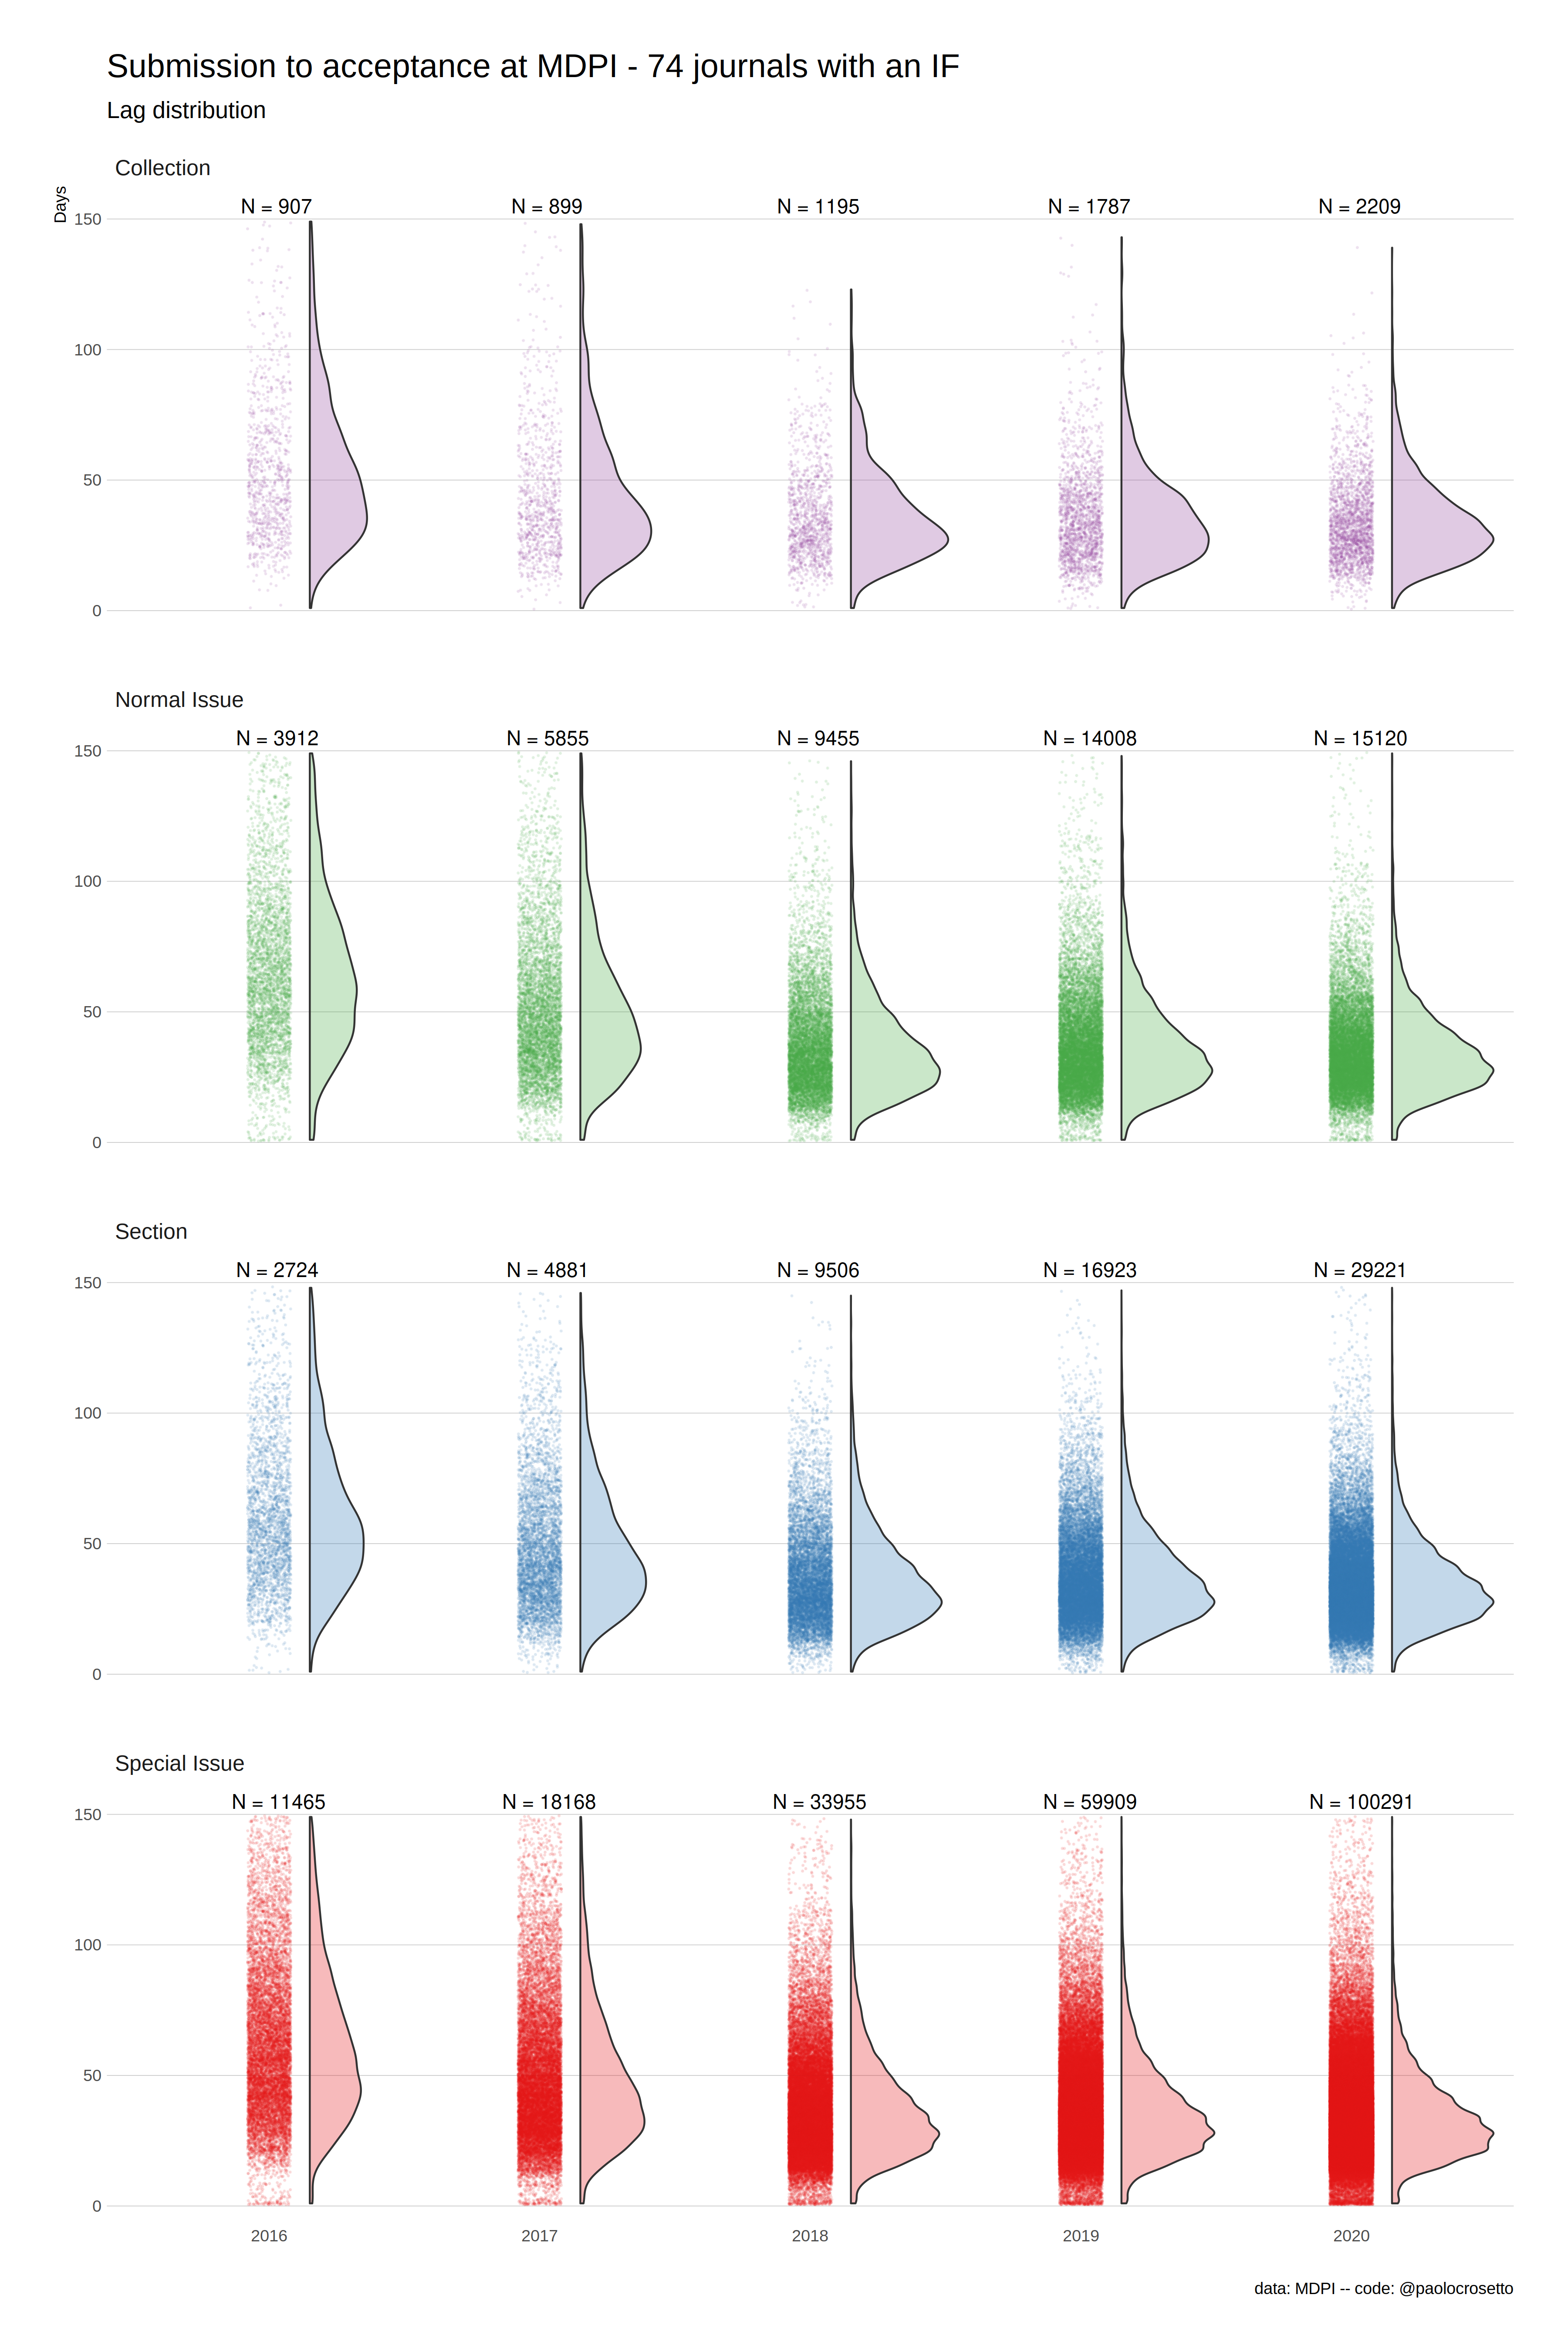 Submission to acceptance at MDPI - 74 journals with an IF
Lag distribution
Collection
Days
N = 907 N = 899 N = 1195 N = 1787 N = 2209
150
100
50
0
Normal Issue
N = 3912 N = 5855 N = 9455 N = 14008 N = 15120
150
100
50
0
Section
N = 2724 N = 4881 N = 9506 N = 16923 N = 29221
150
100
50
0
Special Issue
N = 11465 N = 18168 N = 33955 N = 59909 N = 100291
150
100
50
0
2016 2017 2018 2019 2020
data: MDPI -- code: @paolocrosetto